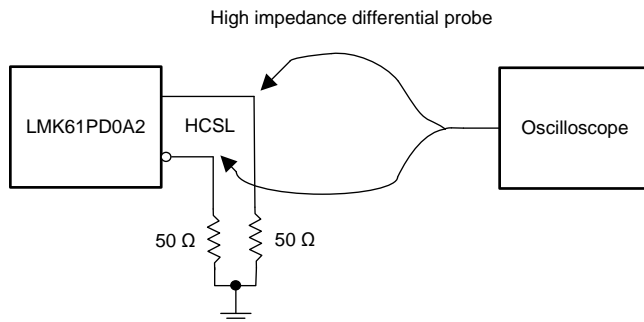 High impedance differential probe
LMK61PD0A2
HCSL
Oscilloscope
50 Ω
50 Ω